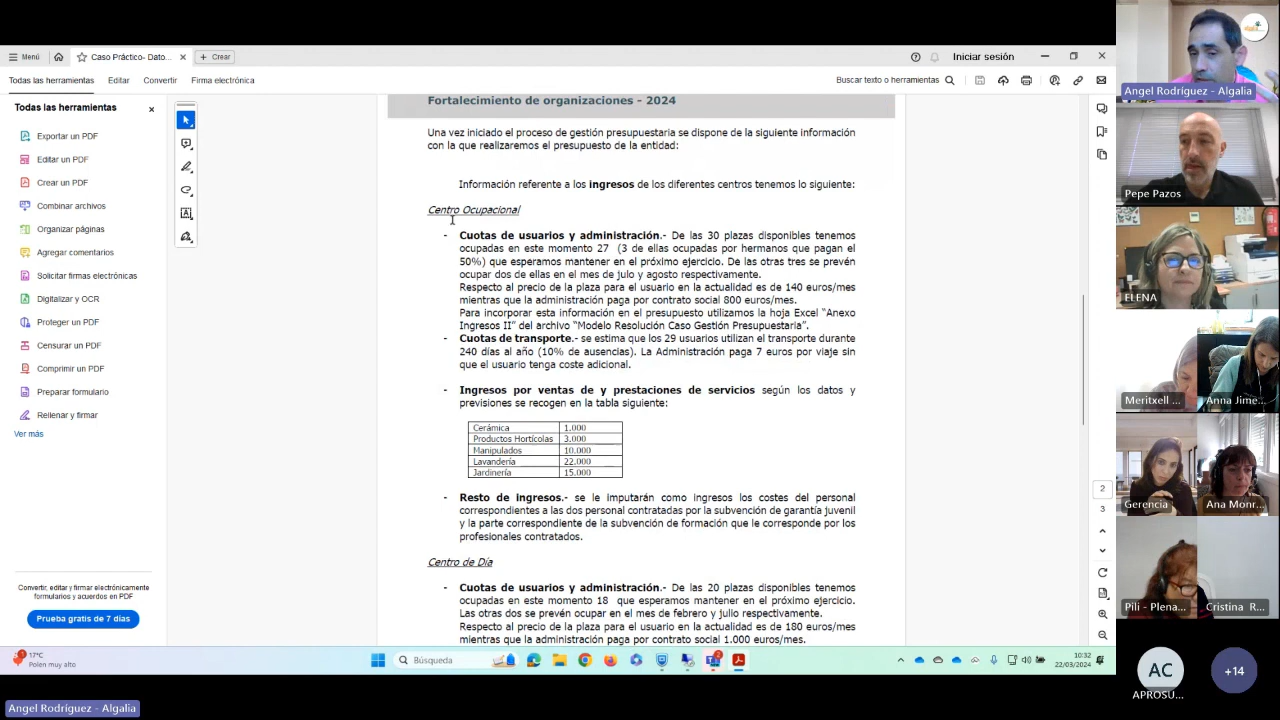 Menú
Caso Práctico- Dato...
Crear
Iniciar sesión
Todas las herramientas
Editar
Convertir
Firma electrónica
Buscar texto o herramientas
Todas las herramientas
Exportar un PDF
Editar un PDF
Crear un PDF
Combinar archivos
Organizar páginas
Agregar comentarios
Solicitar firmas electrónicas
Digitalizar y OCR
Proteger un PDF
Censurar un PDF
Comprimir un PDF
Preparar formulario
Rellenar y firmar
Ver más
Convertir, editar y firmar electrónicamente
formularios y acuerdos en PDF
Prueba gratis de 7 días
Fortalecimiento de organizaciones - 2024
Una vez iniciado el proceso de gestión presupuestaria se dispone de la siguiente información
con la que realizaremos el presupuesto de la entidad:
Información referente a los ingresos de los diferentes centros tenemos lo siguiente:
Centro Ocupacional
- Cuotas de usuarios y administración.- De las 30 plazas disponibles tenemos
ocupadas en este momento 27 (3 de ellas ocupadas por hermanos que pagan el
50%) que esperamos mantener en el próximo ejercicio. De las otras tres se prevén
ocupar dos de ellas en el mes de julo y agosto respectivamente.
Respecto al precio de la plaza para el usuario en la actualidad es de 140 euros/mes
mientras que la administración paga por contrato social 800 euros/mes.
Para incorporar esta información en el presupuesto utilizamos la hoja Excel “Anexo
Ingresos II” del archivo “Modelo Resolución Caso Gestión Presupuestaria”.
- Cuotas de transporte.- se estima que los 29 usuarios utilizan el transporte durante
240 días al año (10% de ausencias). La Administración paga 7 euros por viaje sin
que el usuario tenga coste adicional.
- Ingresos por ventas de y prestaciones de servicios según los datos y
previsiones se recogen en la tabla siguiente:
Cerámica 1.000
Productos Hortícolas 3.000
Manipulados 10.000
Lavandería 22.000
Jardinería 15.000
- Resto de ingresos.- se le imputarán como ingresos los costes del personal
correspondientes a las dos personal contratadas por la subvención de garantía juvenil
y la parte correspondiente de la subvención de formación que le corresponde por los
profesionales contratados.
Centro de Día
- Cuotas de usuarios y administración.- De las 20 plazas disponibles tenemos
ocupadas en este momento 18 que esperamos mantener en el próximo ejercicio.
Las otras dos se prevén ocupar en el mes de febrero y julio respectivamente.
Respecto al precio de la plaza para el usuario en la actualidad es de 180 euros/mes
mientras que la administración paga por contrato social 1.000 euros/mes.
2
3
17°C
Polen muy alto
Búsqueda
10:32
22/03/2024
Angel Rodríguez - Algalia
Pepe Pazos
ELENA
Meritxell ...
Anna Jime...
Gerencia
Ana Monr...
Pili - Plena...
Cristina R...
AC
APROSU...
+14
Angel Rodríguez - Algalia